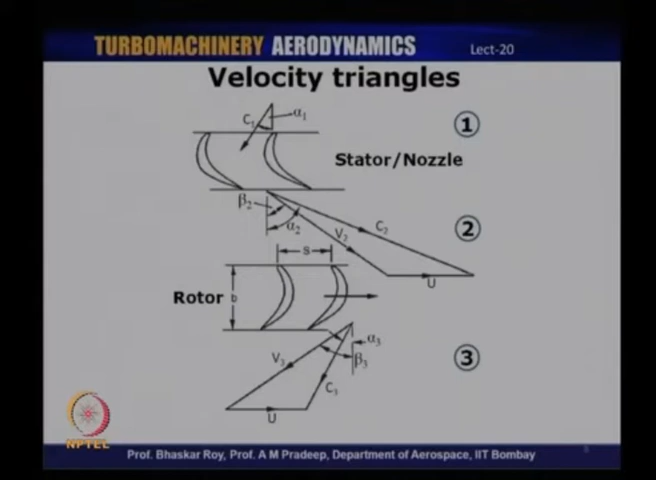 TURBOMACHINERY AERODYNAMICS Lect-20
Velocity triangles
C1 α1 1
Stator/Nozzle
β2 α2 C2 2
V2
S U
Rotor b
α3
V3 β3 3
C3
U
NPTEL
Prof. Bhaskar Roy, Prof. A M Pradeep, Department of Aerospace, IIT Bombay